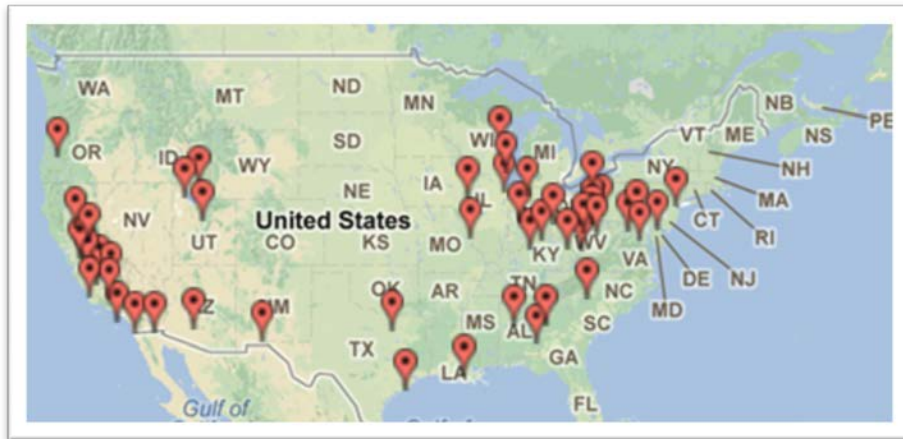 WA
MT
ND
MN
NB
PE
OR
ID
WY
SD
WI
MI
VT
ME
NS
NY
NH
NV
NE
IA
IL
MA
UT
United States
CO
KS
MO
KY
WV
CT
RI
VA
DE
NJ
OK
AR
TN
NC
MD
NM
MS
AL
SC
TX
LA
GA
FL
Gulf of